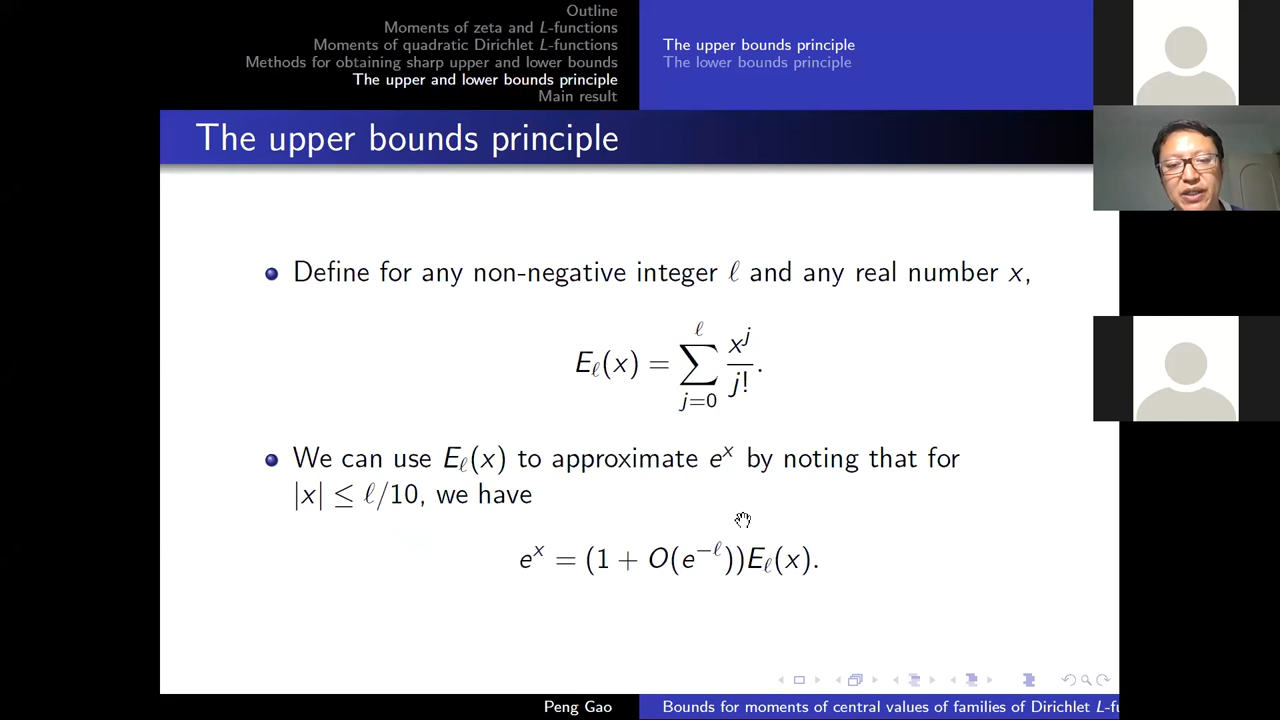 Outline
Moments of zeta and L-functions
Moments of quadratic Dirichlet L-functions
Methods for obtaining sharp upper and lower bounds
The upper and lower bounds principle
Main result
The upper bounds principle
The lower bounds principle
The upper bounds principle
Define for any non-negative integer ℓ and any real number x,
E_ℓ(x) = ∑_{j=0}^{ℓ} x^j / j! .
We can use E_ℓ(x) to approximate e^x by noting that for
|x| ≤ ℓ/10, we have
e^x = (1 + O(e^{−ℓ}))E_ℓ(x).
Peng Gao
Bounds for moments of central values of families of Dirichlet L-fu